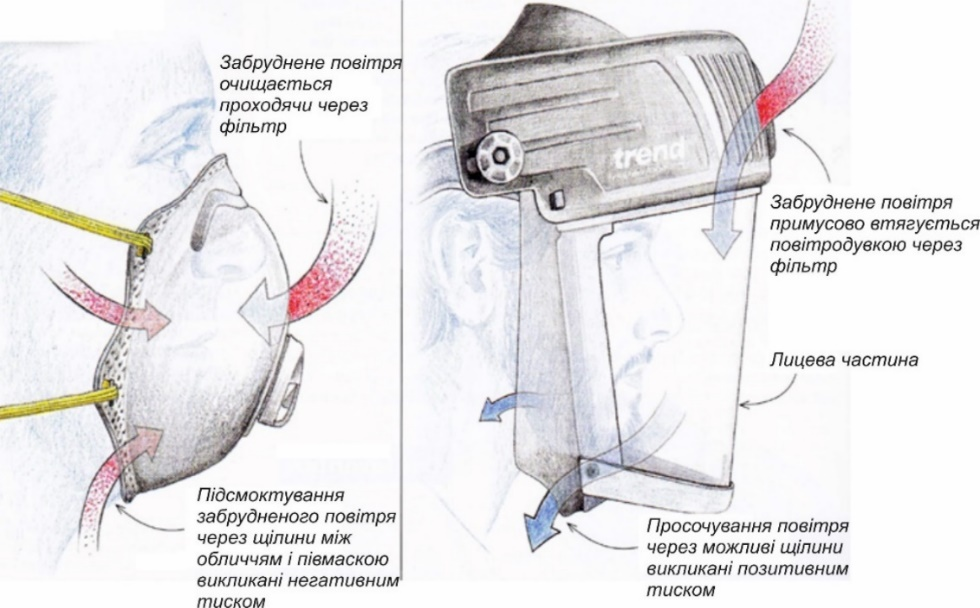 Забруднене повітря
очищається
проходячи через
фільтр
Підсмоктування
забрудненого повітря
через щілини між
обличчям і півмаскою
викликані негативним
тиском
trend
Забруднене повітря
примусово втягується
повітродувкою через
фільтр
Лицева частина
Просочування повітря
через можливі щілини
викликані позитивним
тиском